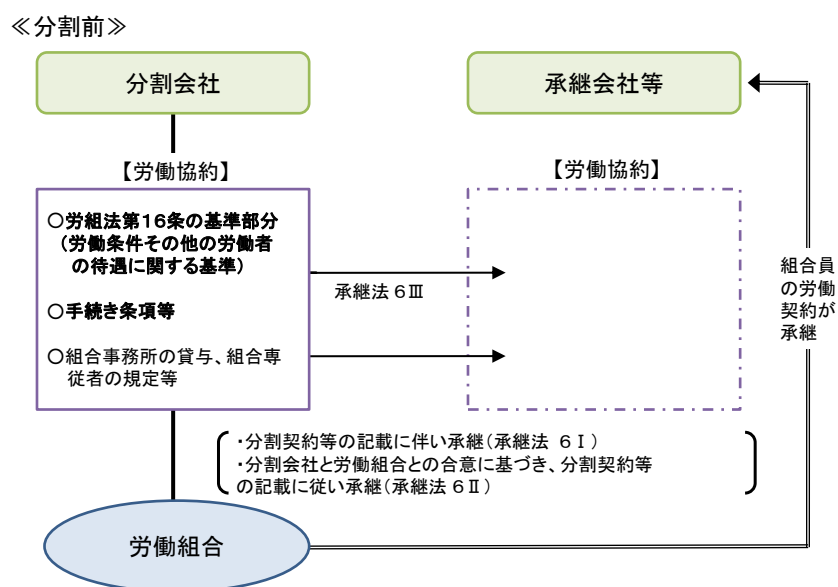 ≪分割前≫
分割会社
承継会社等
【労働協約】
【労働協約】
○労組法第16条の基準部分
(労働条件その他の労働者
の待遇に関する基準)
○手続き条項等
○組合事務所の貸与、組合専
従者の規定等
承継法6Ⅲ
組合員
の労働
契約が
承継
・分割契約等の記載に伴い承継(承継法 6Ⅰ)
・分割会社と労働組合との合意に基づき、分割契約等
の記載に従い承継(承継法6Ⅱ)
労働組合